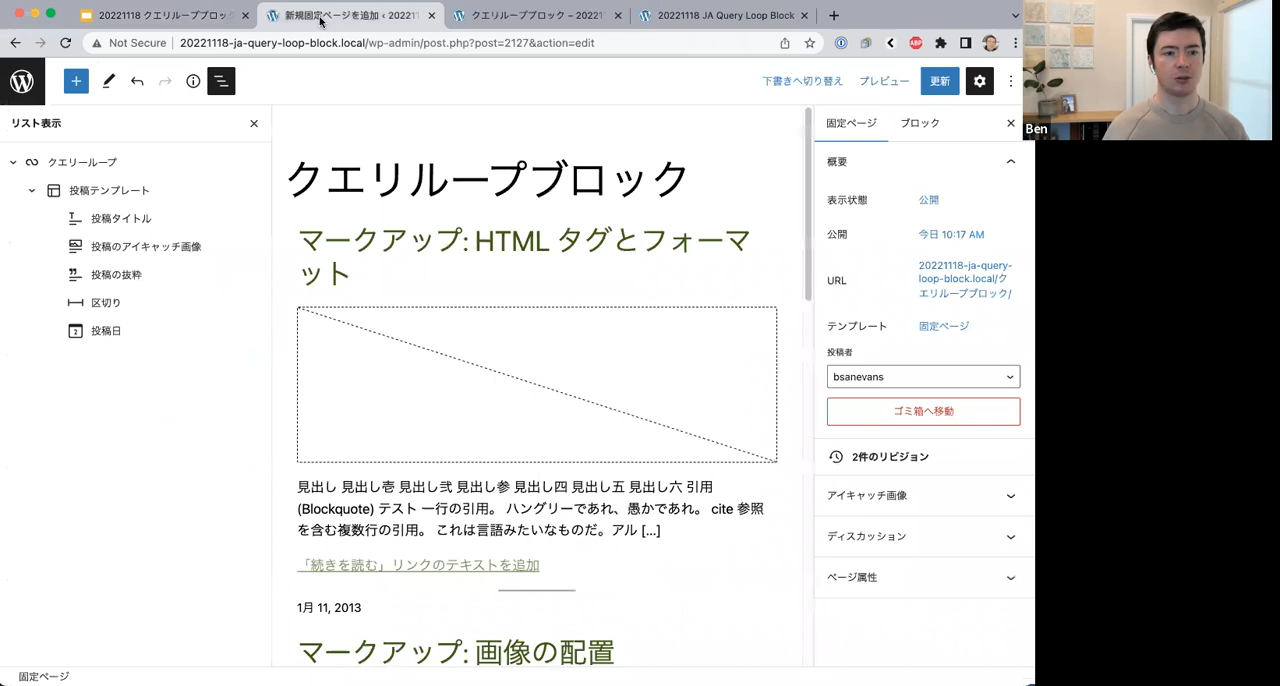 20221118 クエリループブロック
新規固定ページを追加 ‹ 20221
クエリループブロック – 20221
20221118 JA Query Loop Block
Not Secure
20221118-ja-query-loop-block.local/wp-admin/post.php?post=2127&action=edit
ABP
下書きへ切り替え
プレビュー
更新
Ben
リスト表示
クエリーループ
投稿テンプレート
投稿タイトル
投稿のアイキャッチ画像
投稿の抜粋
区切り
投稿日
クエリループブロック
マークアップ: HTML タグとフォーマ
ット
見出し 見出し壱 見出し弐 見出し参 見出し四 見出し五 見出し六 引用
(Blockquote) テスト 一行の引用。 ハングリーであれ、愚かであれ。 cite 参照
を含む複数行の引用。 これは言語みたいなものだ。アル [...]
「続きを読む」リンクのテキストを追加
1月 11, 2013
マークアップ: 画像の配置
固定ページ
ブロック
概要
表示状態
公開
公開
今日 10:17 AM
URL
20221118-ja-query-
loop-block.local/ク
エリループブロック/
テンプレート
固定ページ
投稿者
bsanevans
ゴミ箱へ移動
2件のリビジョン
アイキャッチ画像
ディスカッション
ページ属性
固定ページ